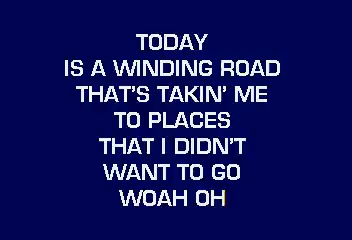 TODAY
IS A WINDING ROAD
THAT'S TAKIN' ME
TO PLACES
THAT I DIDN'T
WANT TO GO
WOAH OH